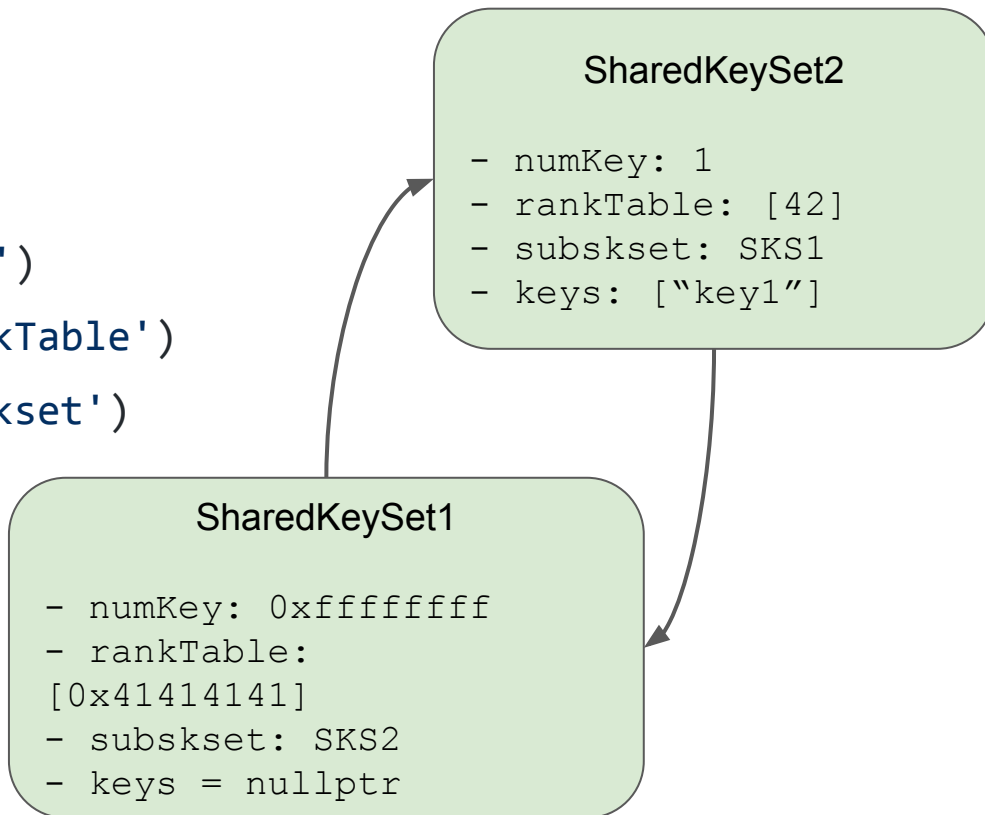 SharedKeySet2
- numKey: 1
- rankTable: [42]
- subskset: SKS1
- keys: [“key1”]
')
kTable')
kset')
SharedKeySet1
- numKey: 0xffffffff
- rankTable:
[0x41414141]
- subskset: SKS2
- keys = nullptr